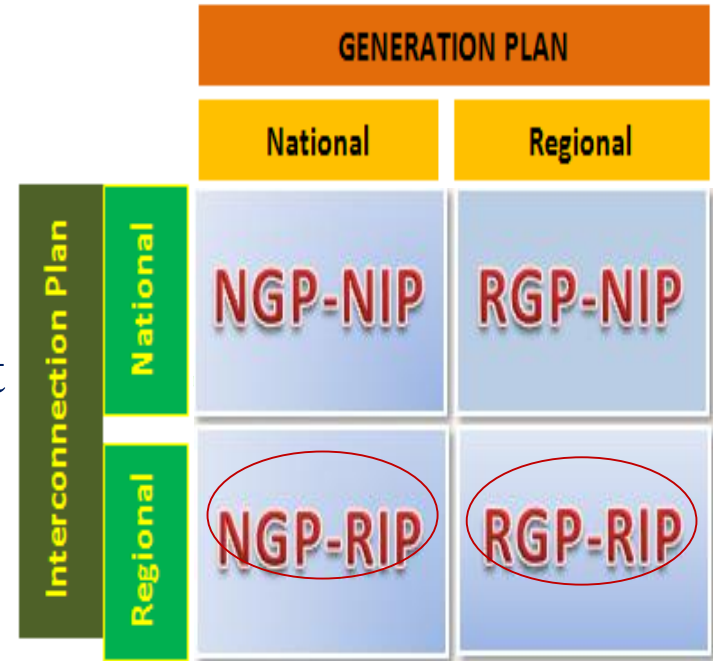 GENERATION PLAN
National Regional
Interconnection Plan
National
NGP-NIP RGP-NIP
t
Regional
NGP-RIP RGP-RIP